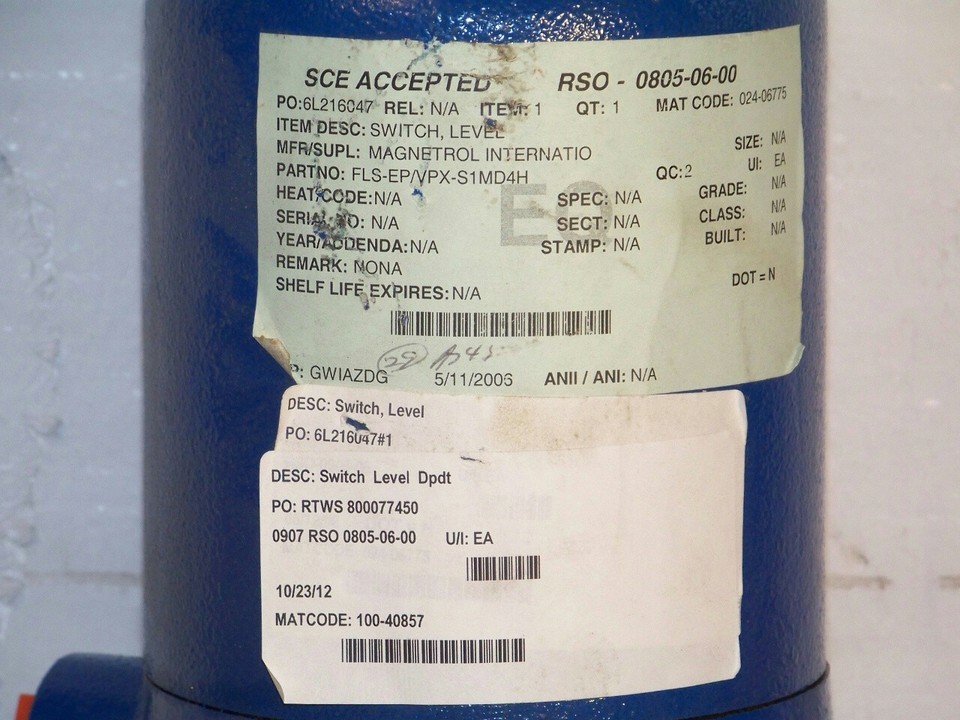 SCE ACCEPTED RSO - 0805-06-00
PO:6L216047 REL: N/A ITEM: 1 QT: 1 MAT CODE: 024-06775
ITEM DESC: SWITCH, LEVEL SIZE: N/A
MFR/SUPL: MAGNETROL INTERNATIO UI: EA
PARTNO: FLS-EP/VPX-S1MD4H QC:2
HEAT CODE:N/A SPEC: N/A GRADE: N/A
SERIAL NO: N/A SECT: N/A CLASS: N/A
YEAR/ADDENDA: N/A STAMP: N/A BUILT: N/A
EQ
REMARK: NONA DOT = N
SHELF LIFE EXPIRES: N/A
P: GWIAZDG 5/11/2006 ANII / ANI: N/A
DESC: Switch, Level
PO: 6L216047#1
DESC: Switch Level Dpdt
PO: RTWS 800077450
0907 RSO 0805-06-00 U/I: EA
10/23/12
MATCODE: 100-40857